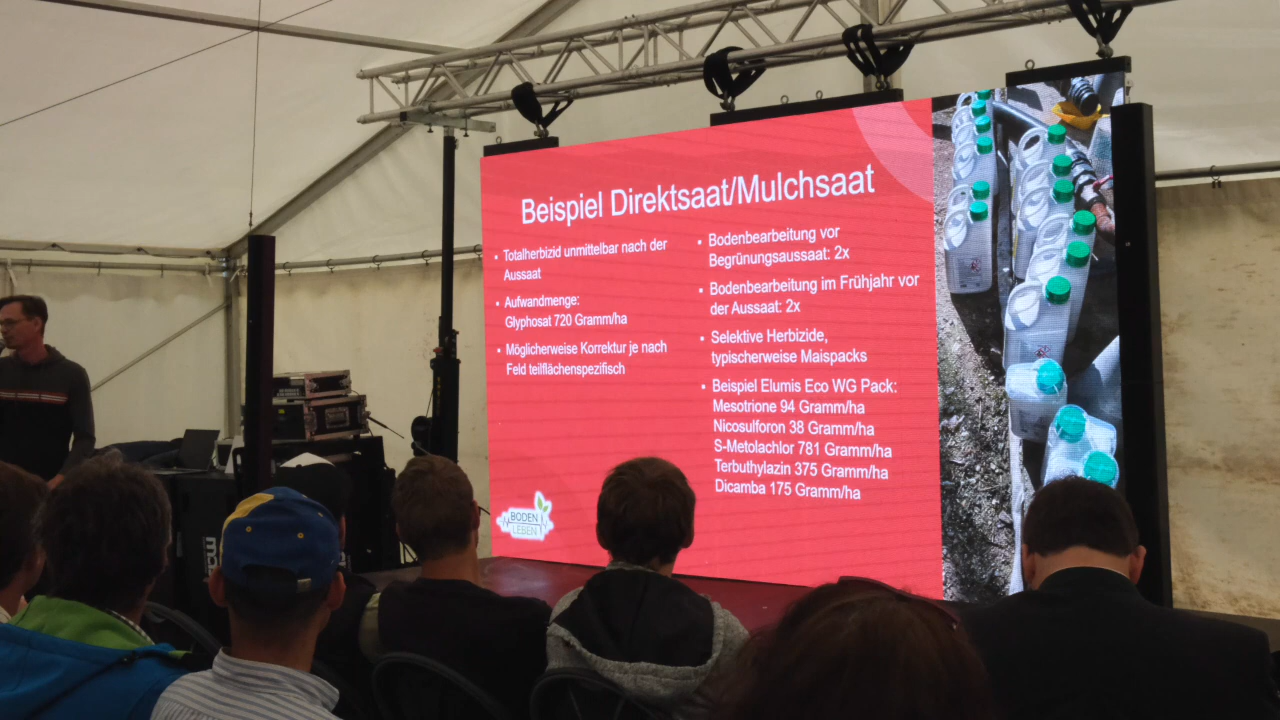 Beispiel Direktsaat/Mulchsaat
Totalherbizid unmittelbar nach der
Aussaat
Aufwandmenge:
Glyphosat 720 Gramm/ha
Möglicherweise Korrektur je nach
Feld teilflächenspezifisch
Bodenbearbeitung vor
Begrünungsaussaat: 2x
Bodenbearbeitung im Frühjahr vor
der Aussaat: 2x
Selektive Herbizide,
typischerweise Maispacks
Beispiel Elumis Eco WG Pack:
Mesotrione 94 Gramm/ha
Nicosulforon 38 Gramm/ha
S-Metolachlor 781 Gramm/ha
Terbuthylazin 375 Gramm/ha
Dicamba 175 Gramm/ha
BODEN
LEBEN